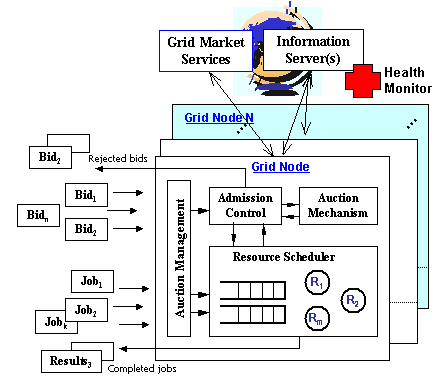 Grid Market
Services
Information
Server(s)
Health
Monitor
Grid Node N
...
...
Grid Node
Bid2
Rejected bids
Bid1
Bidn
Bid2
Auction Management
Admission
Control
Auction
Mechanism
Resource Scheduler
R1
R2
Rm
Job1
Job2
Jobk
Results3
Completed jobs